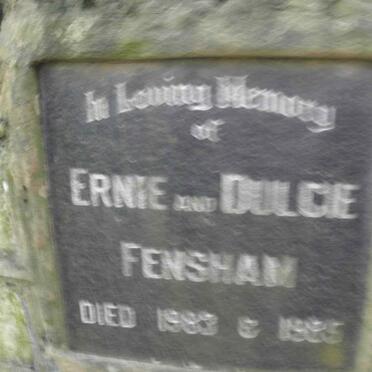 In Loving Memory
of
ERNIE AND DULCIE
FENSHAM
DIED 1983 & 1985